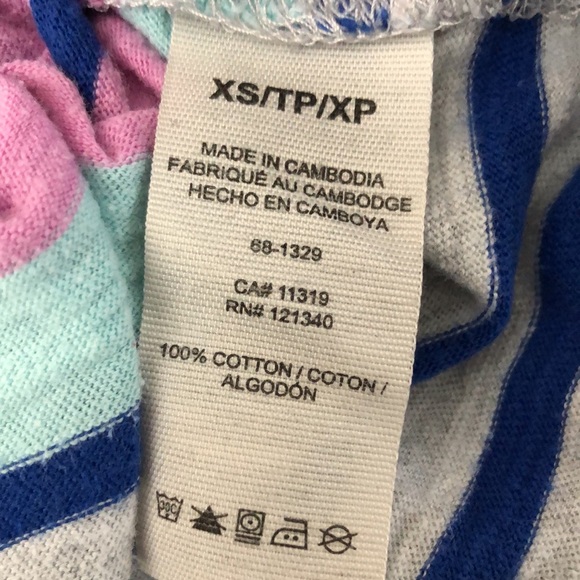 XS/TP/XP
MADE IN CAMBODIA
FABRIQUÉ AU CAMBODGE
HECHO EN CAMBOYA
68-1329
CA# 11319
RN# 121340
100% COTTON / COTON /
ALGODÓN